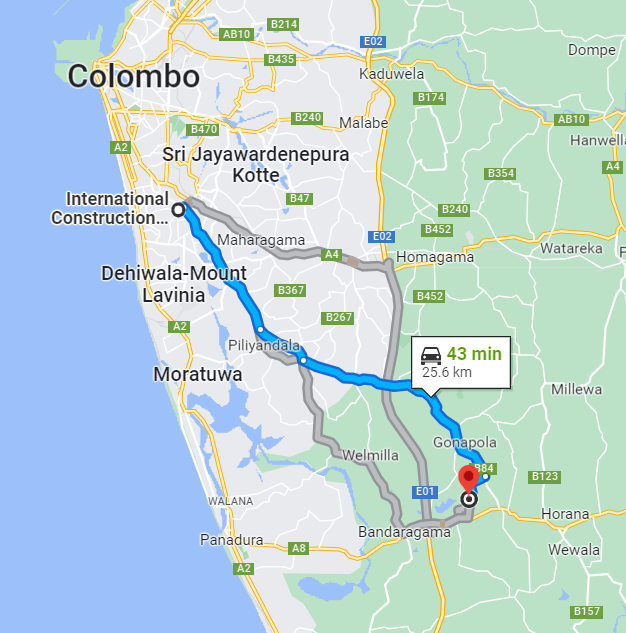 B214
AB10
E02
Dompe
B435
Colombo
Kaduwela
B174
B240
AB10
Malabe
B470
Hanwell
A2
Sri Jayawardenepura
Kotte
A4
B354
International
Construction...
B47
B240
B452
E02
Maharagama
A4
Homagama
Watareka
Dehiwala-Mount
Lavinia
B367
B452
B267
A2
Piliyandala
43 min
25.6 km
Moratuwa
Millewa
Gonapola
Welmilla
B84
B123
E01
WALANA
Horana
Panadura
Bandaragama
A8
Wewala
A2
B157